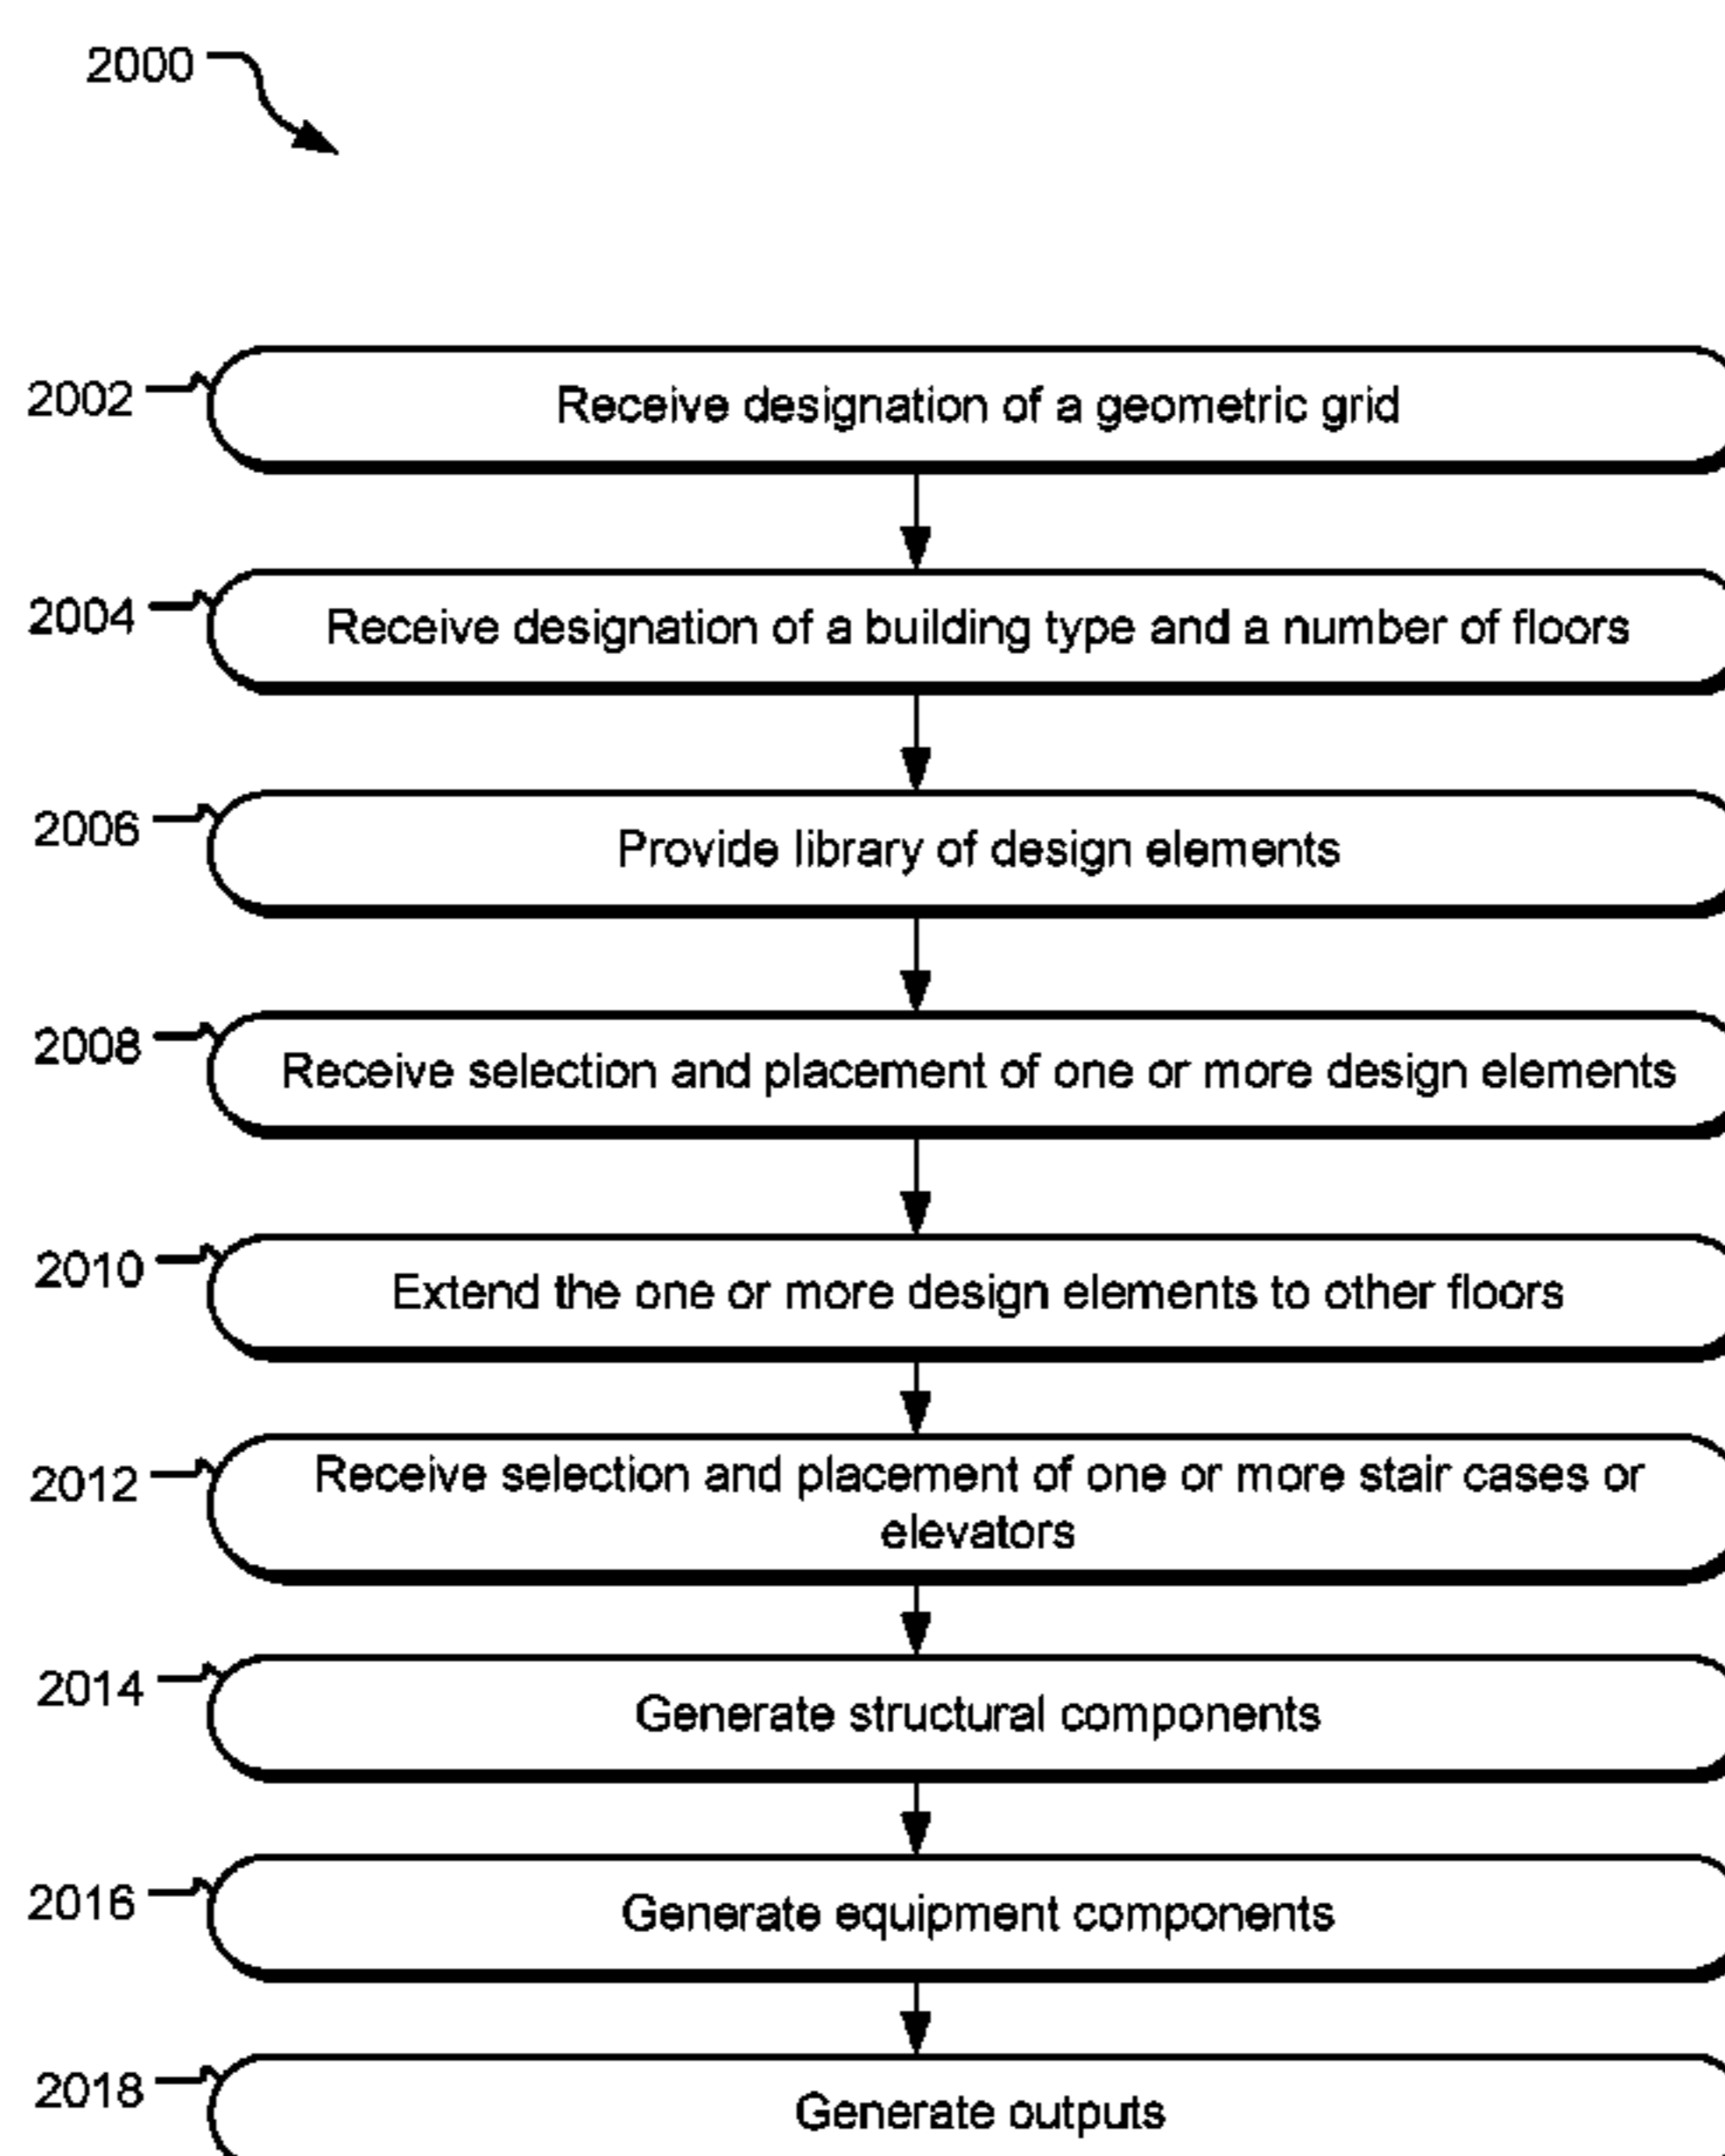 2000
2002
Receive designation of a geometric grid
2004
Receive designation of a building type and a number of floors
2006
Provide library of design elements
2008
Receive selection and placement of one or more design elements
2010
Extend the one or more design elements to other floors
2012
Receive selection and placement of one or more stair cases or
elevators
2014
Generate structural components
2016
Generate equipment components
2018
Generate outputs